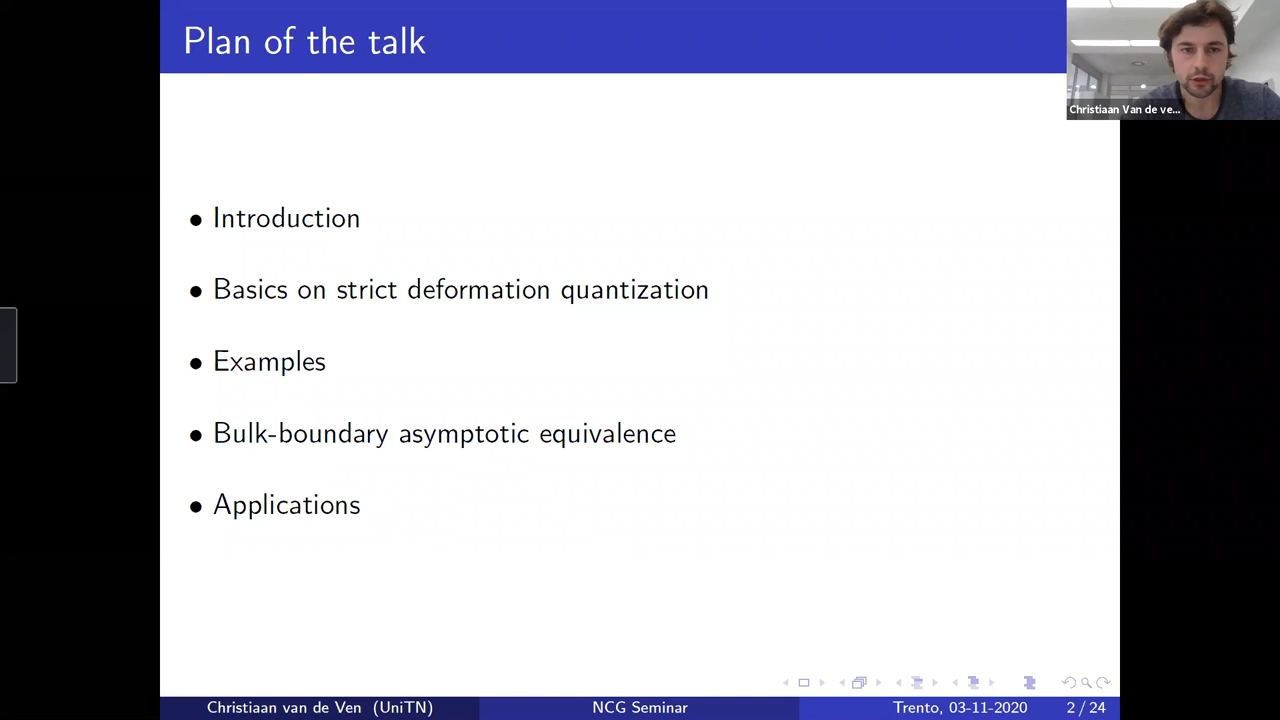 Plan of the talk
Christiaan Van de ve...
• Introduction
• Basics on strict deformation quantization
• Examples
• Bulk-boundary asymptotic equivalence
• Applications
Christiaan van de Ven (UniTN) NCG Seminar Trento, 03-11-2020 2 / 24